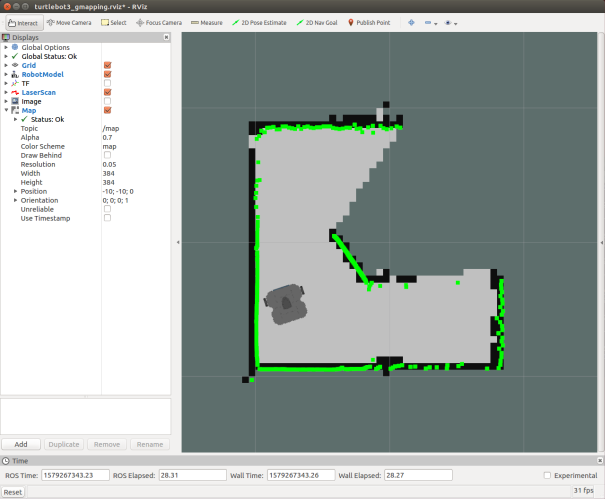 turtlebot3_gmapping.rviz* - RViz
Interact Move Camera Select Focus Camera Measure 2D Pose Estimate 2D Nav Goal Publish Point
Displays
Global Options
Global Status: Ok
Grid
RobotModel
TF
LaserScan
Image
Map
Status: Ok
Topic /map
Alpha 0.7
Color Scheme map
Draw Behind
Resolution 0.05
Width 384
Height 384
Position -10; -10; 0
Orientation 0; 0; 0; 1
Unreliable
Use Timestamp
Add Duplicate Remove Rename
Time
ROS Time: 1579267343.23 ROS Elapsed: 28.31 Wall Time: 1579267343.26 Wall Elapsed: 28.27 Experimental
Reset 31 fps